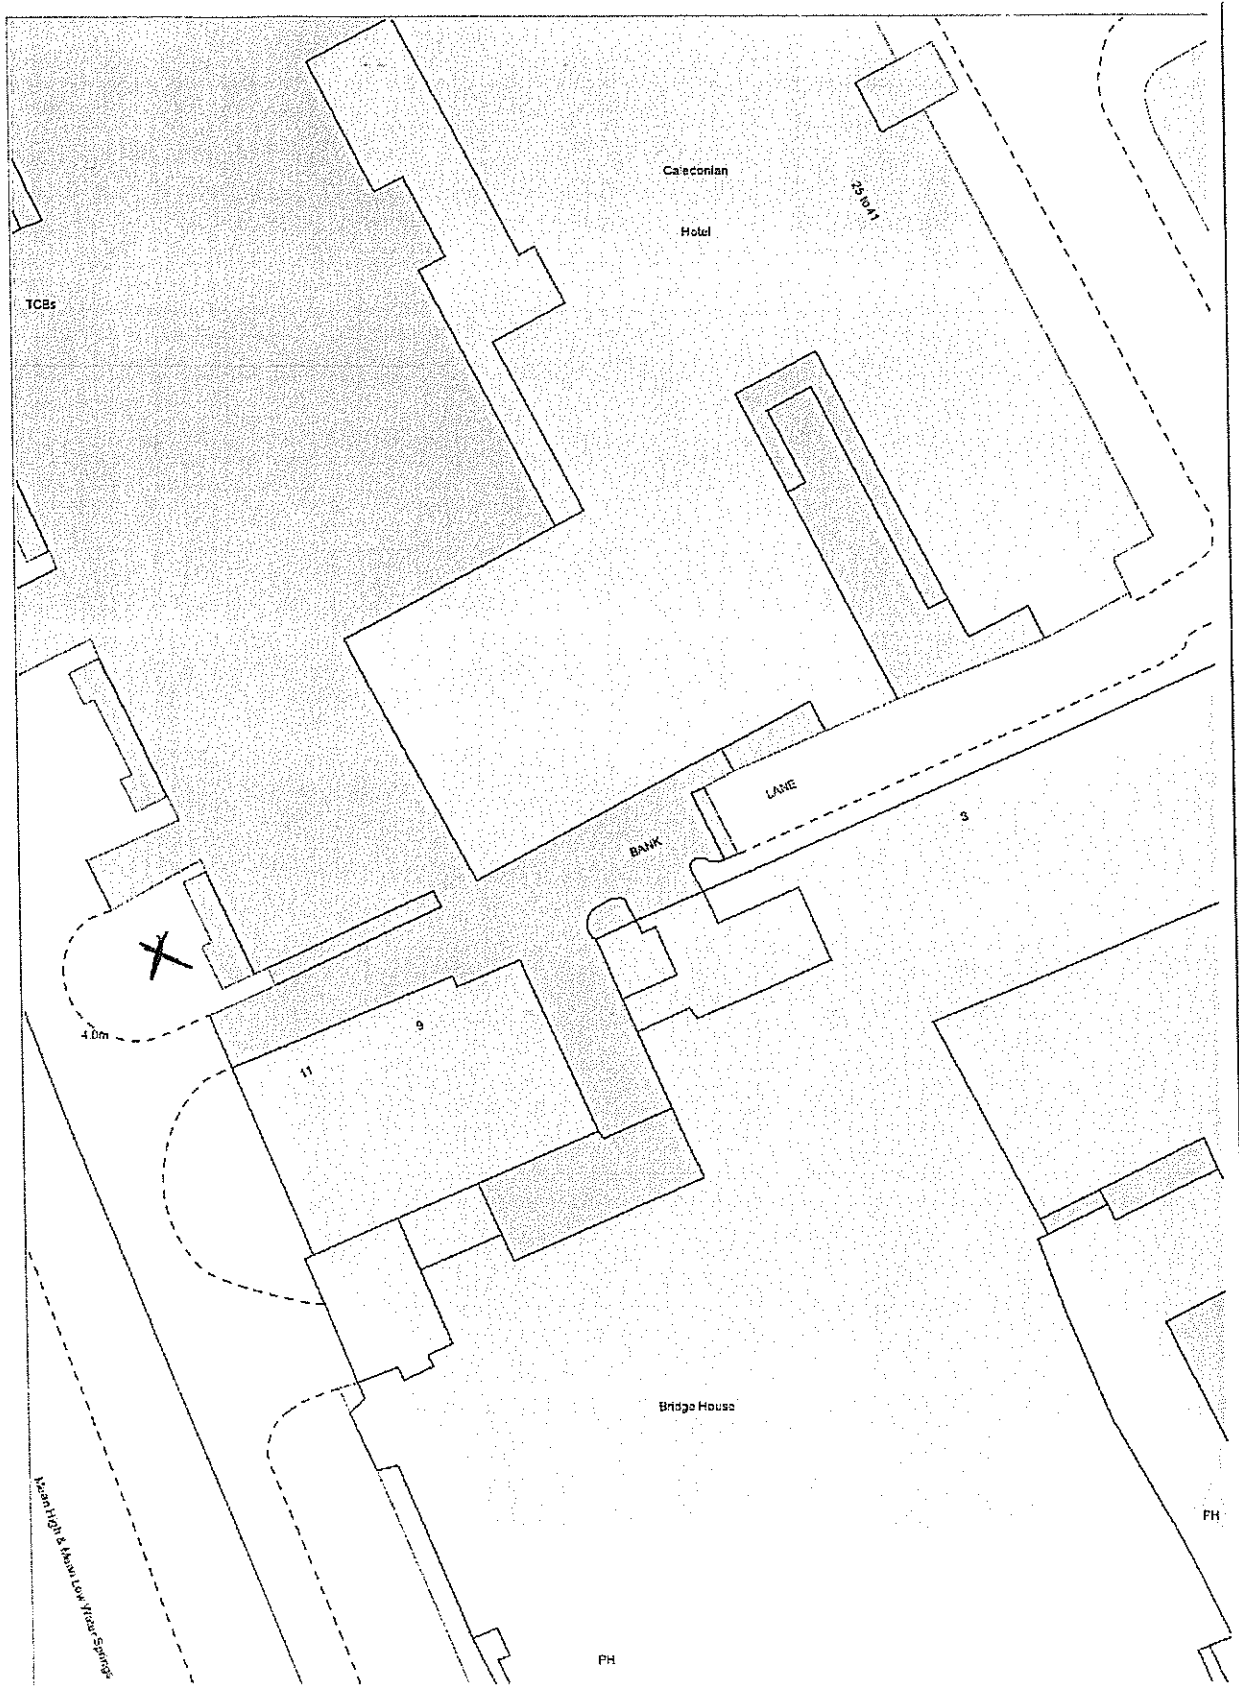 Caledonian
25 to 41
Hotel
TCBs
LANE
3
BANK
9
4.0m
11
Bridge House
Mean High & Mean Low Water Springs
PH
PH